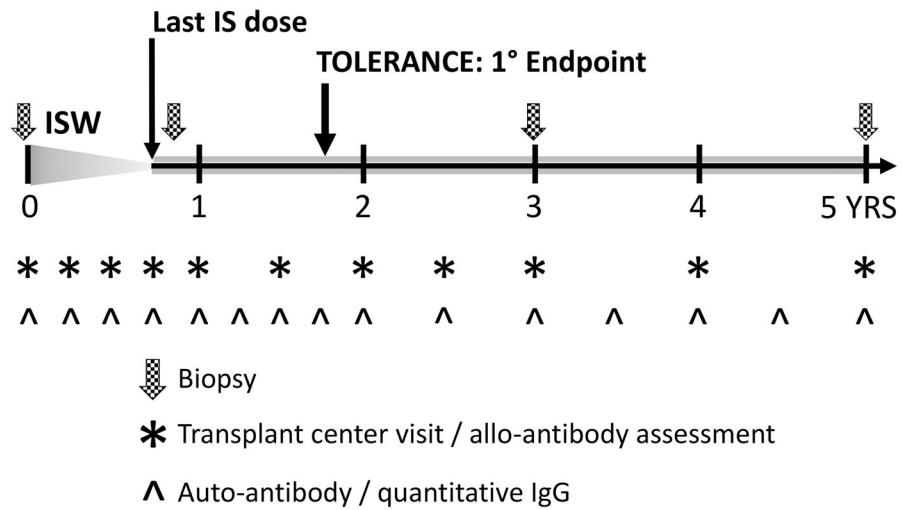 Last IS dose
TOLERANCE: 1° Endpoint
ISW
0 1 2 3 4 5 YRS
* * * * * * * * * * *
^ ^ ^ ^ ^ ^ ^ ^ ^ ^ ^ ^ ^ ^ ^
Biopsy
* Transplant center visit / allo-antibody assessment
^ Auto-antibody / quantitative IgG